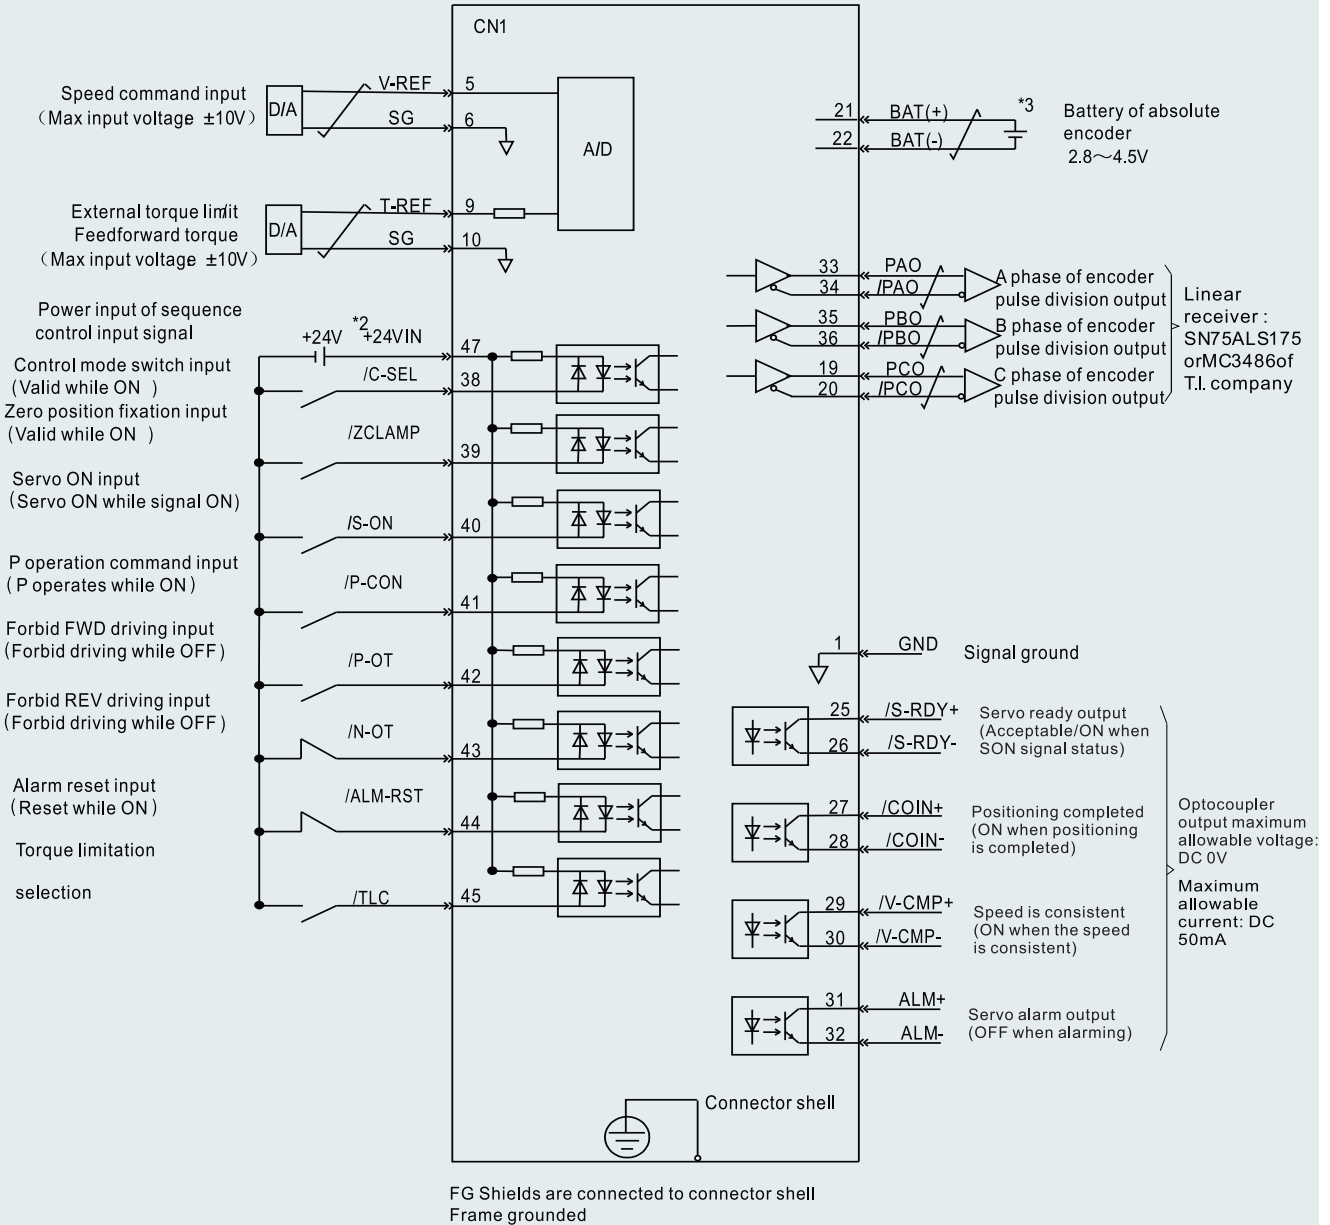 CN1
Speed command input
(Max input voltage ±10V)
D/A
V-REF
5
SG
6
A/D
External torque limit
Feedforward torque
(Max input voltage ±10V)
D/A
T-REF
9
SG
10
Power input of sequence
control input signal
+24V
*2
+24VIN
47
Control mode switch input
(Valid while ON )
/C-SEL
38
Zero position fixation input
(Valid while ON )
/ZCLAMP
39
Servo ON input
(Servo ON while signal ON)
/S-ON
40
P operation command input
( P operates while ON)
/P-CON
41
Forbid FWD driving input
(Forbid driving while OFF)
/P-OT
42
Forbid REV driving input
(Forbid driving while OFF)
/N-OT
43
Alarm reset input
(Reset while ON)
/ALM-RST
44
Torque limitation
selection
/TLC
45
21
BAT(+)
22
BAT(-)
*3
Battery of absolute
encoder
2.8～4.5V
33
PAO
34
/PAO
A phase of encoder
pulse division output
35
PBO
36
/PBO
B phase of encoder
pulse division output
19
PCO
20
/PCO
C phase of encoder
pulse division output
Linear
receiver :
SN75ALS175
orMC3486of
T.I. company
1
GND
Signal ground
25
/S-RDY+
26
/S-RDY-
Servo ready output
(Acceptable/ON when
SON signal status)
27
/COIN+
28
/COIN-
Positioning completed
(ON when positioning
is completed)
29
/V-CMP+
30
/V-CMP-
Speed is consistent
(ON when the speed
is consistent)
31
ALM+
32
ALM-
Servo alarm output
(OFF when alarming)
Optocoupler
output maximum
allowable voltage:
DC 0V
Maximum
allowable
current: DC
50mA
Connector shell
FG Shields are connected to connector shell
Frame grounded